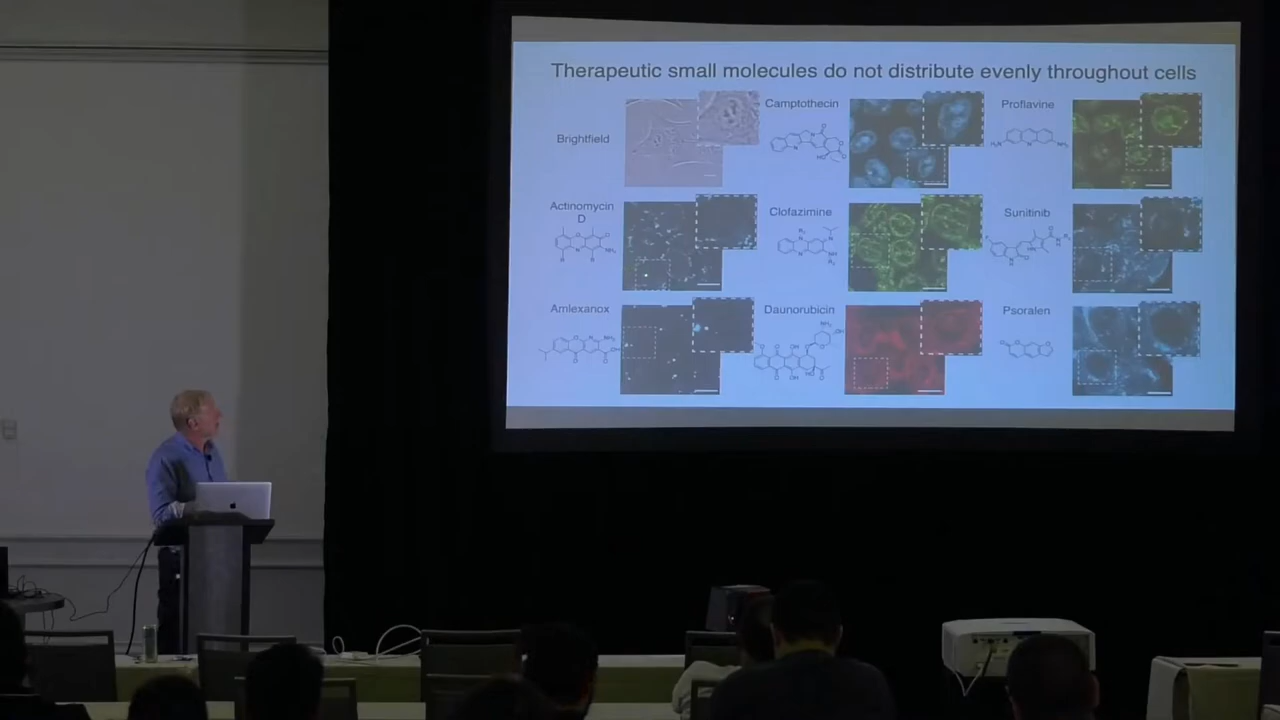 Therapeutic small molecules do not distribute evenly throughout cells
Brightfield
Camptothecin
Proflavine
Actinomycin
D
Clofazimine
Sunitinib
Amlexanox
Daunorubicin
Psoralen